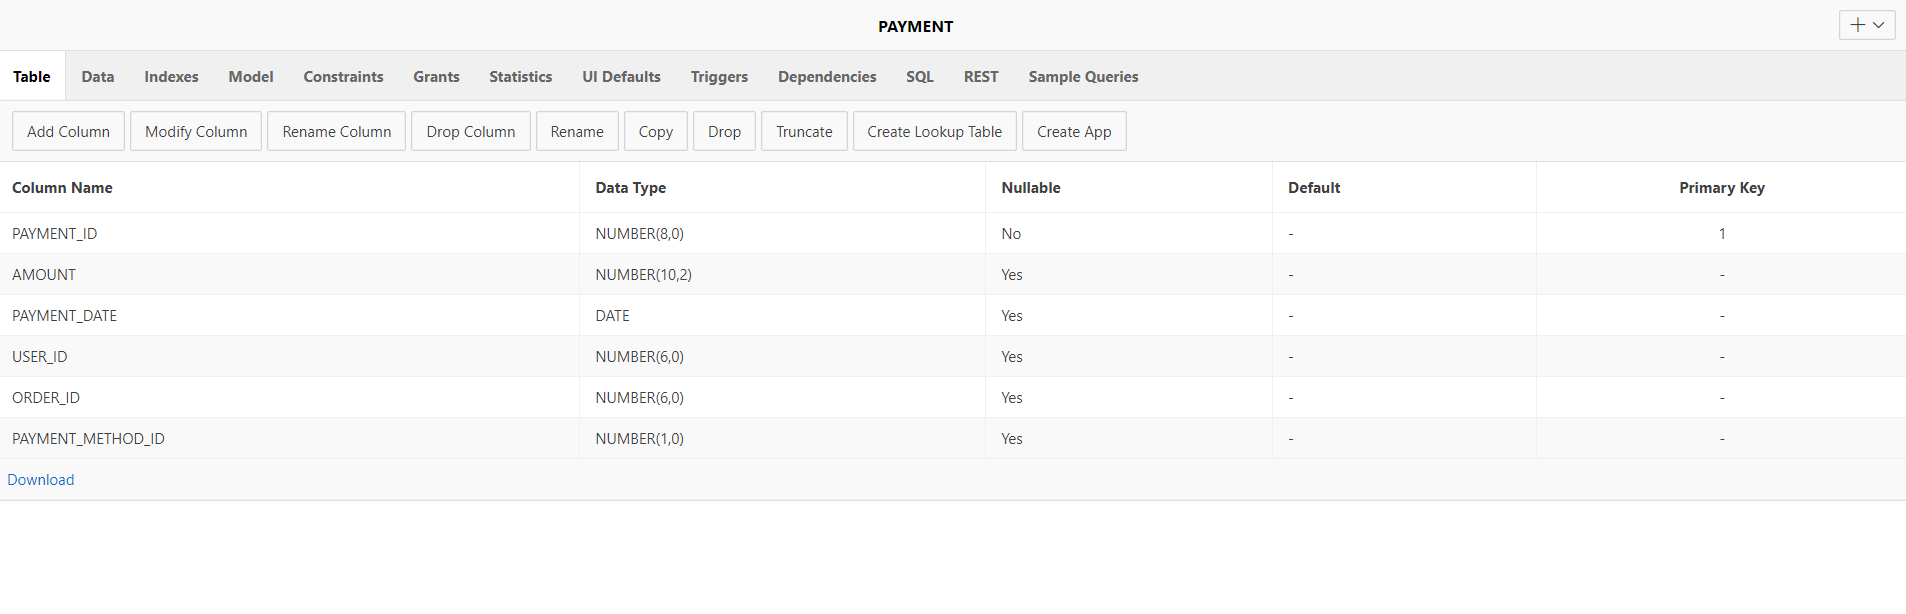 PAYMENT
Table Data Indexes Model Constraints Grants Statistics UI Defaults Triggers Dependencies SQL REST Sample Queries
Add Column Modify Column Rename Column Drop Column Rename Copy Drop Truncate Create Lookup Table Create App
Column Name Data Type Nullable Default Primary Key
PAYMENT_ID NUMBER(8,0) No - 1
AMOUNT NUMBER(10,2) Yes - -
PAYMENT_DATE DATE Yes - -
USER_ID NUMBER(6,0) Yes - -
ORDER_ID NUMBER(6,0) Yes - -
PAYMENT_METHOD_ID NUMBER(1,0) Yes - -
Download